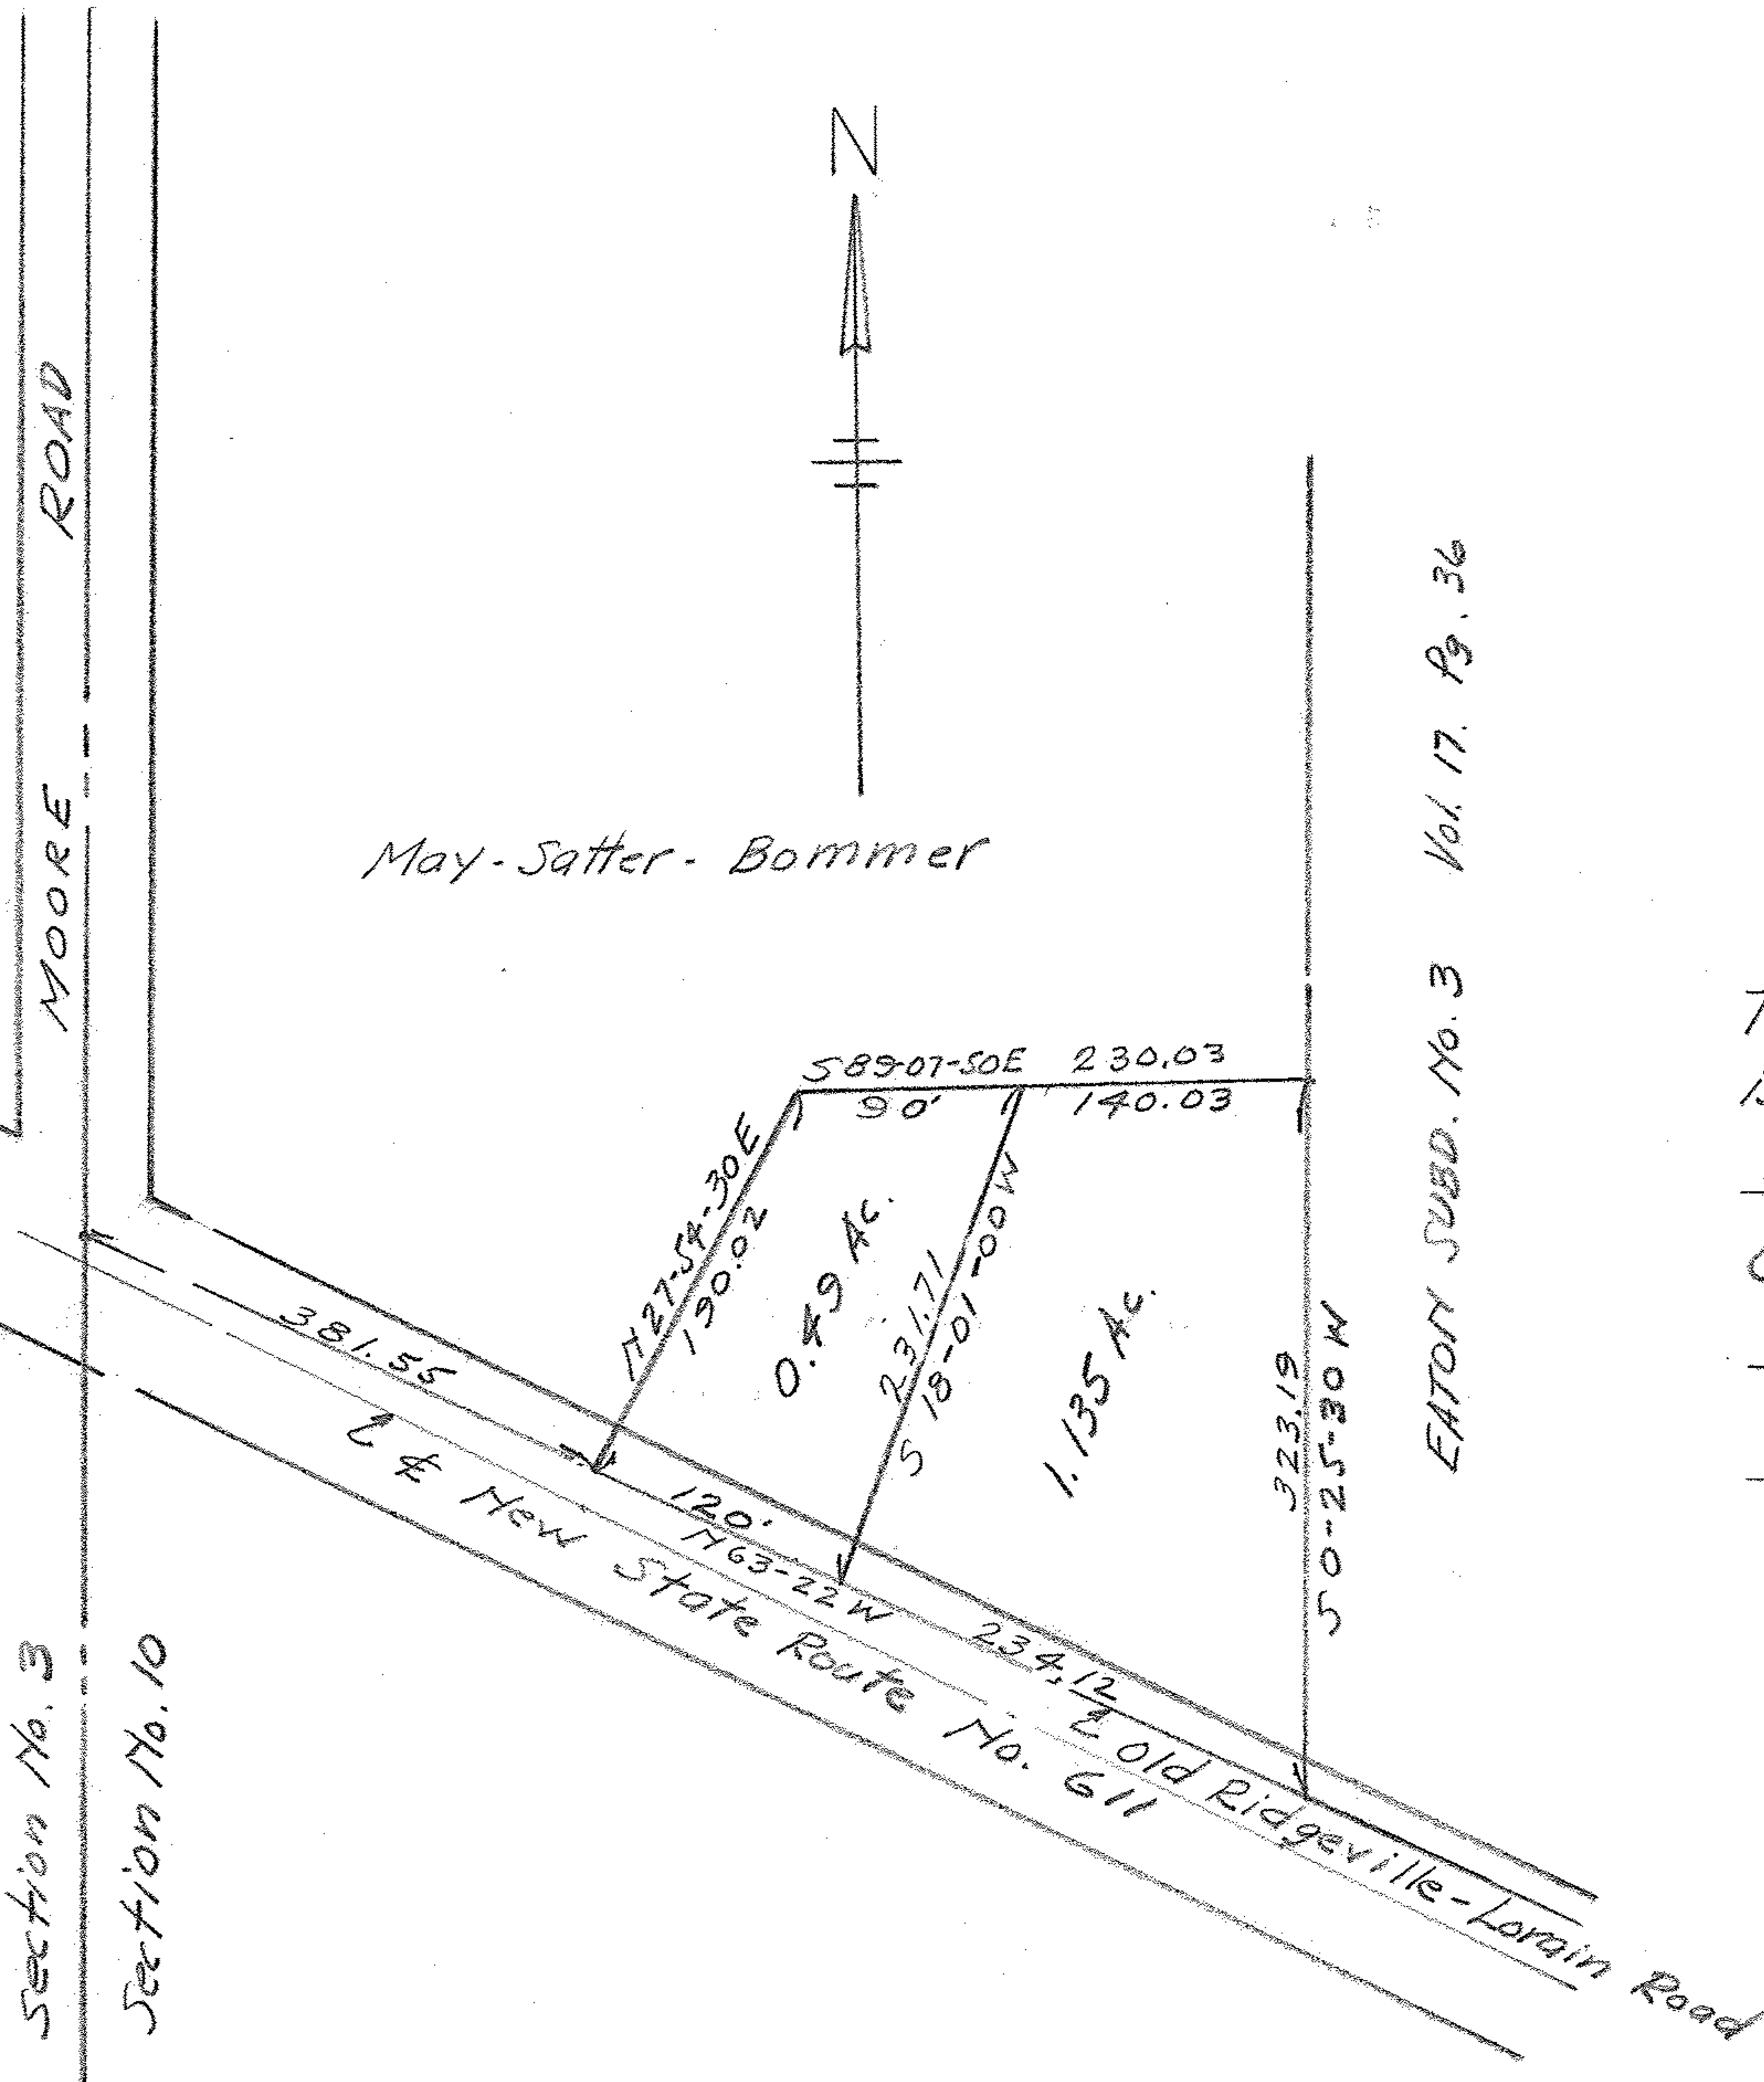 N
MOORE ROAD
May-Satter-Bommer
EATON SUBD. No. 3 Vol. 17. Pg. 36
S89-07-50E 230.03
90' 140.03
N27-54-30E
190.02
0.49 Ac.
231.71
S 18-01-00W
1.135 Ac.
323.19
S 0-25-30 W
381.55
120'
N63-22W
234.12
℄ New State Route No. 611
Old Ridgeville-Lorain Road
Section No. 3
Section No. 10